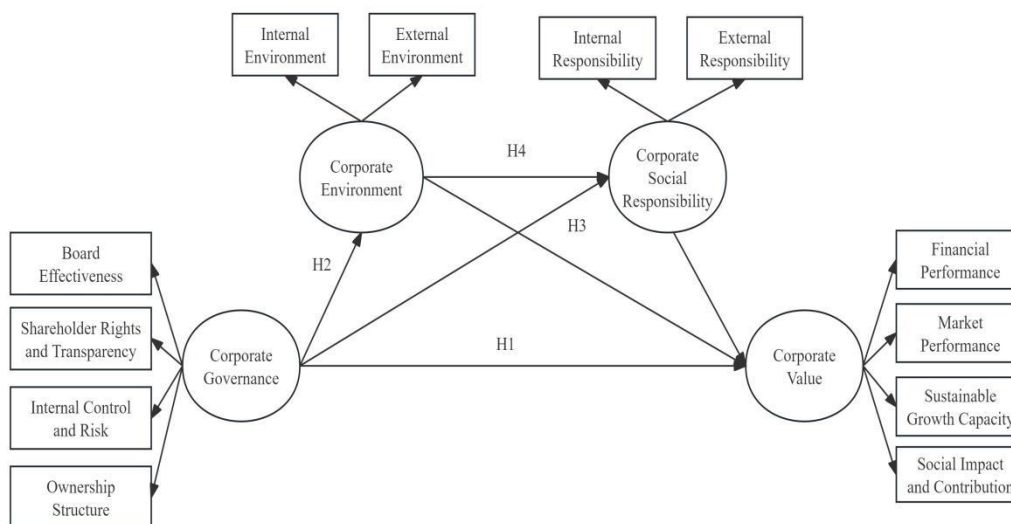 Internal
Environment
External
Environment
Internal
Responsibility
External
Responsibility
Corporate
Environment
H4
Corporate
Social
Responsibility
H3
H2
Board
Effectiveness
Shareholder Rights
and Transparency
Internal Control
and Risk
Ownership
Structure
Corporate
Governance
H1
Corporate
Value
Financial
Performance
Market
Performance
Sustainable
Growth Capacity
Social Impact
and Contribution